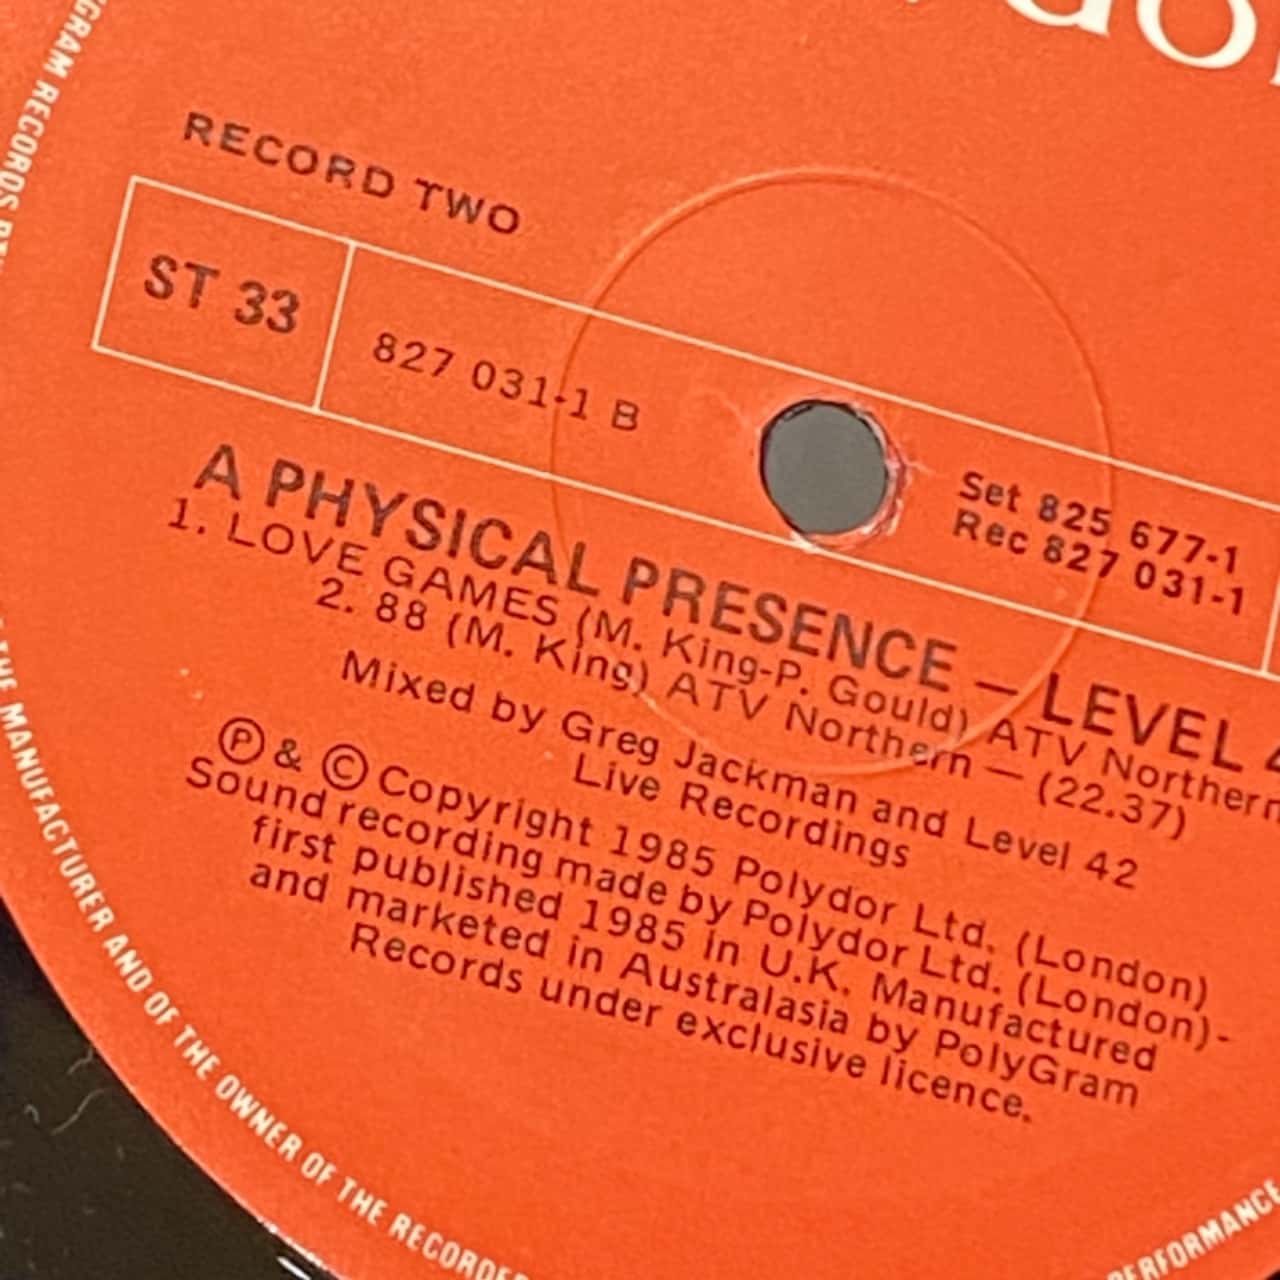 RECORD TWO
ST 33
827 031-1 B
Set 825 677-1
Rec 827 031-1
A PHYSICAL PRESENCE — LEVEL 4
1. LOVE GAMES (M. King-P. Gould) ATV Northern
2. 88 (M. King) ATV Northern — (22.37)
Mixed by Greg Jackman and Level 42
Live Recordings
Ⓟ & © Copyright 1985 Polydor Ltd. (London)
Sound recording made by Polydor Ltd. (London)-
first published 1985 in U.K. Manufactured
and marketed in Australasia by PolyGram
Records under exclusive licence.
GRAM RECORDS
THE MANUFACTURER AND OF THE OWNER OF THE RECORDE
PERFORMANCE